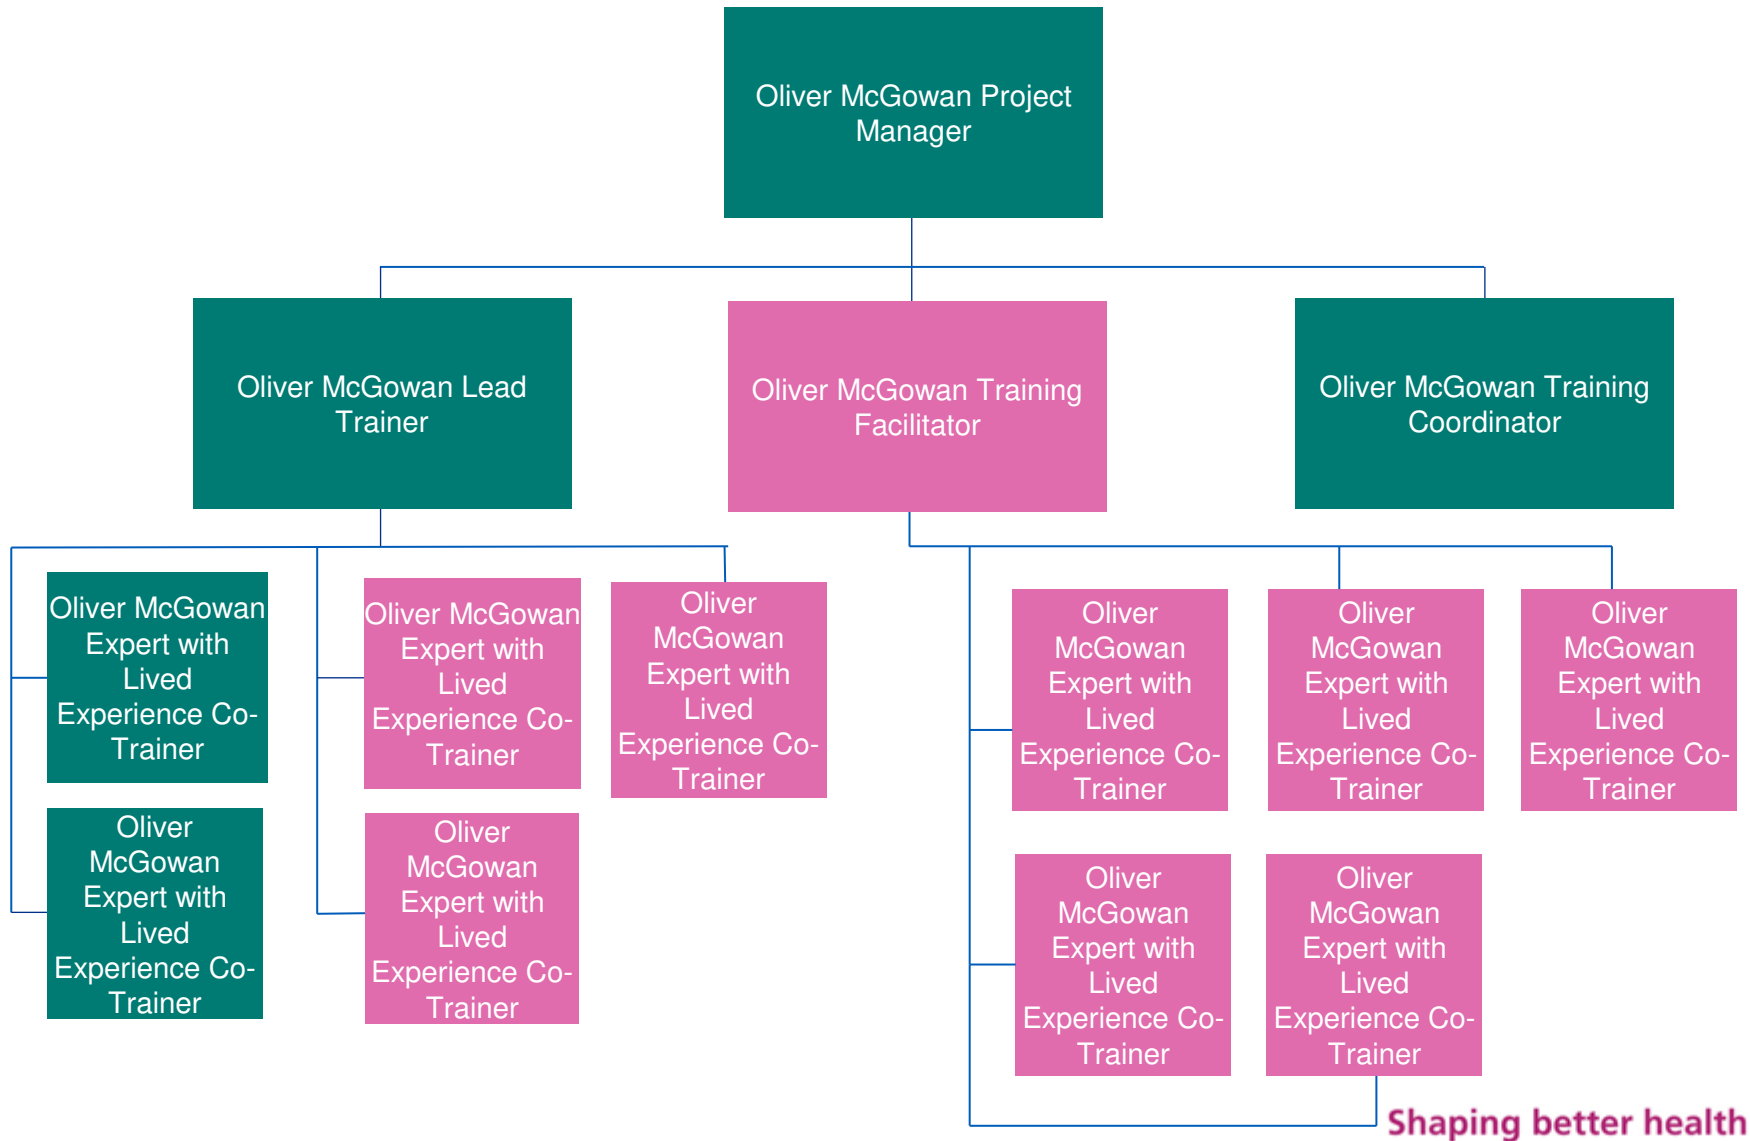 Oliver McGowan Project
Manager
Oliver McGowan Lead
Trainer
Oliver McGowan Training
Facilitator
Oliver McGowan Training
Coordinator
Oliver McGowan
Expert with
Lived
Experience Co-
Trainer
Oliver McGowan
Expert with
Lived
Experience Co-
Trainer
Oliver
McGowan
Expert with
Lived
Experience Co-
Trainer
Oliver
McGowan
Expert with
Lived
Experience Co-
Trainer
Oliver
McGowan
Expert with
Lived
Experience Co-
Trainer
Oliver
McGowan
Expert with
Lived
Experience Co-
Trainer
Oliver
McGowan
Expert with
Lived
Experience Co-
Trainer
Oliver
McGowan
Expert with
Lived
Experience Co-
Trainer
Oliver
McGowan
Expert with
Lived
Experience Co-
Trainer
Oliver
McGowan
Expert with
Lived
Experience Co-
Trainer
Shaping better health